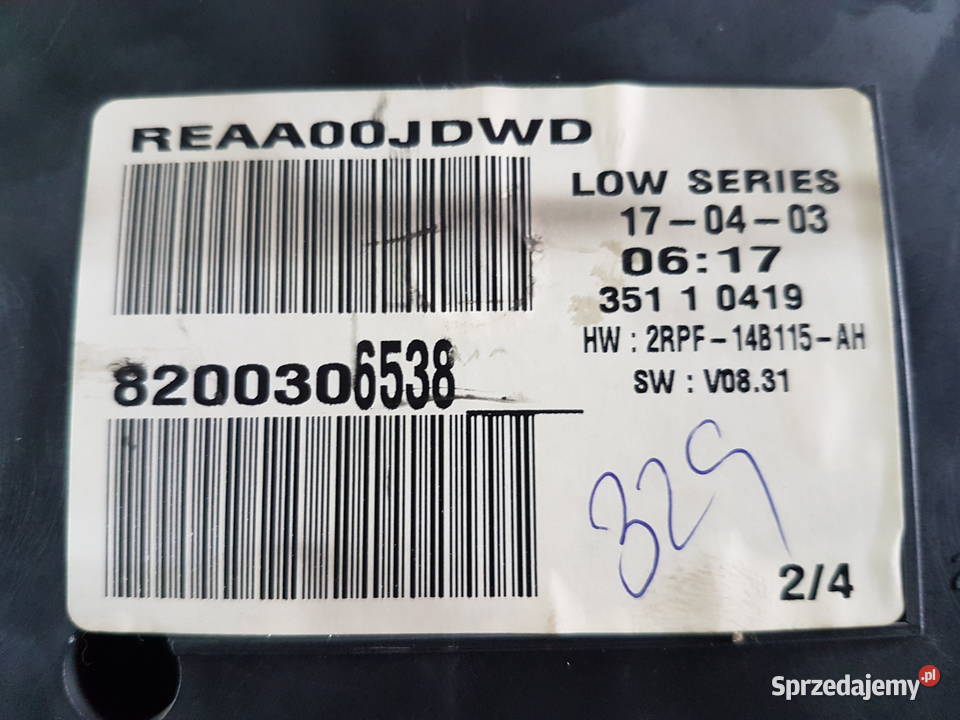 REAA00JDWD
LOW SERIES
17-04-03
06:17
351 1 0419
HW : 2RPF-14B115-AH
8200306538
SW : V08.31
329
2/4
Sprzedajemy.pl